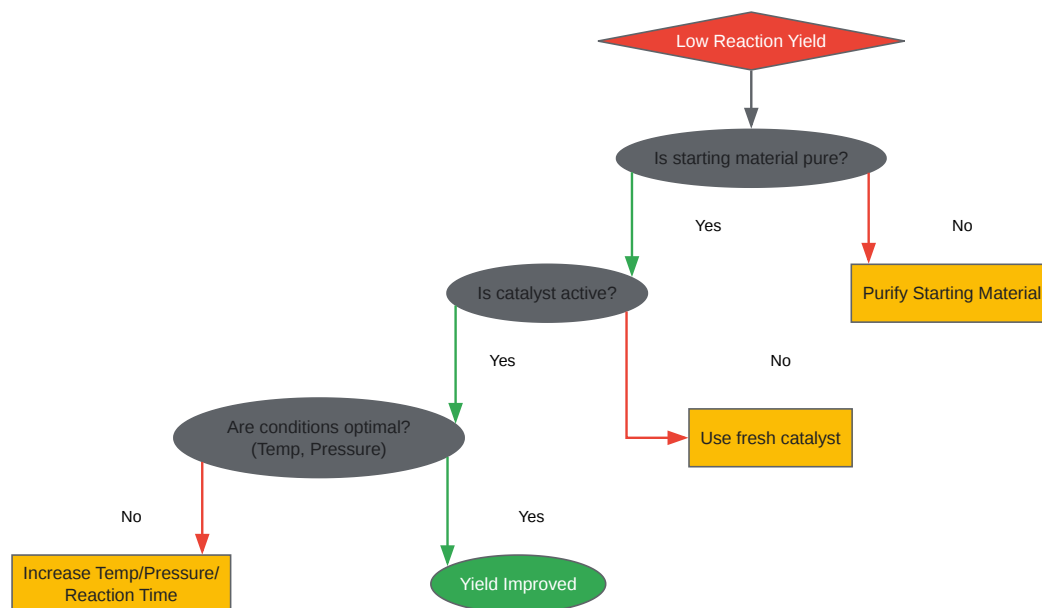 Low Reaction Yield
Is starting material pure?
Yes
No
Is catalyst active?
Purify Starting Material
Yes
No
Are conditions optimal?
(Temp, Pressure)
Use fresh catalyst
No
Yes
Increase Temp/Pressure/
Reaction Time
Yield Improved